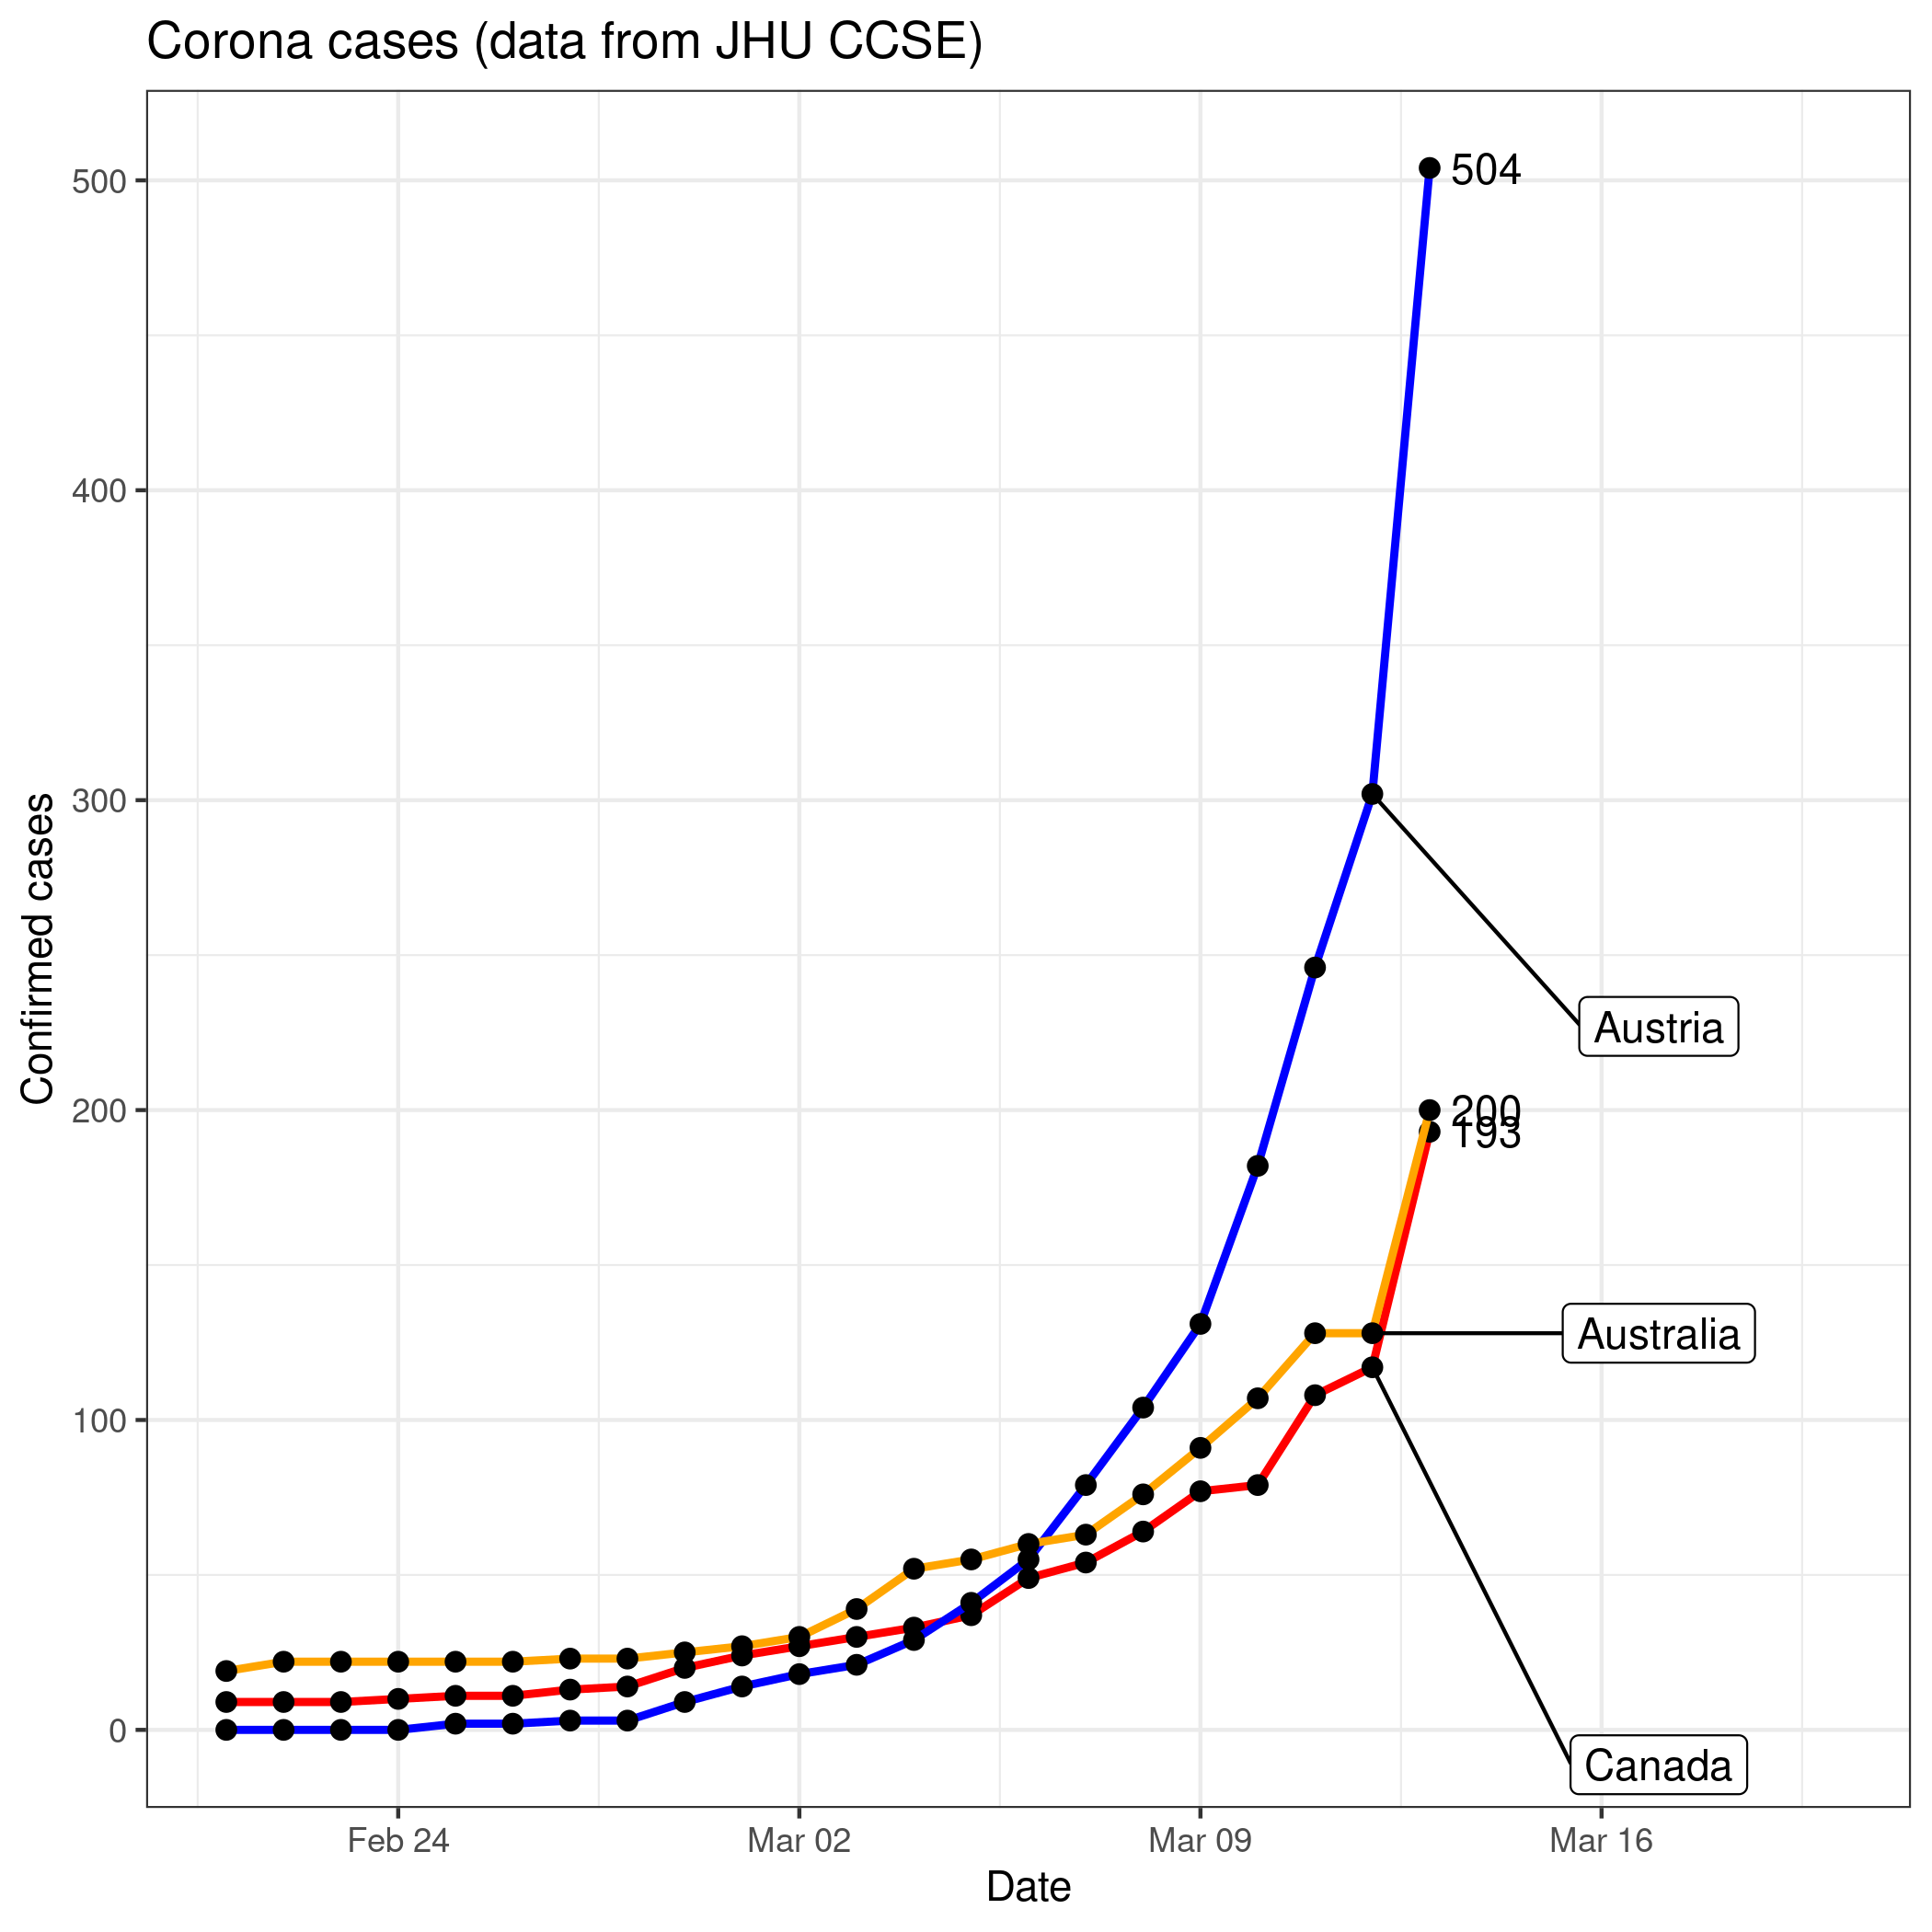 Corona cases (data from JHU CCSE)
Confirmed cases
500
400
300
200
100
0
504
Austria
200
193
Australia
Canada
Feb 24
Mar 02
Mar 09
Mar 16
Date